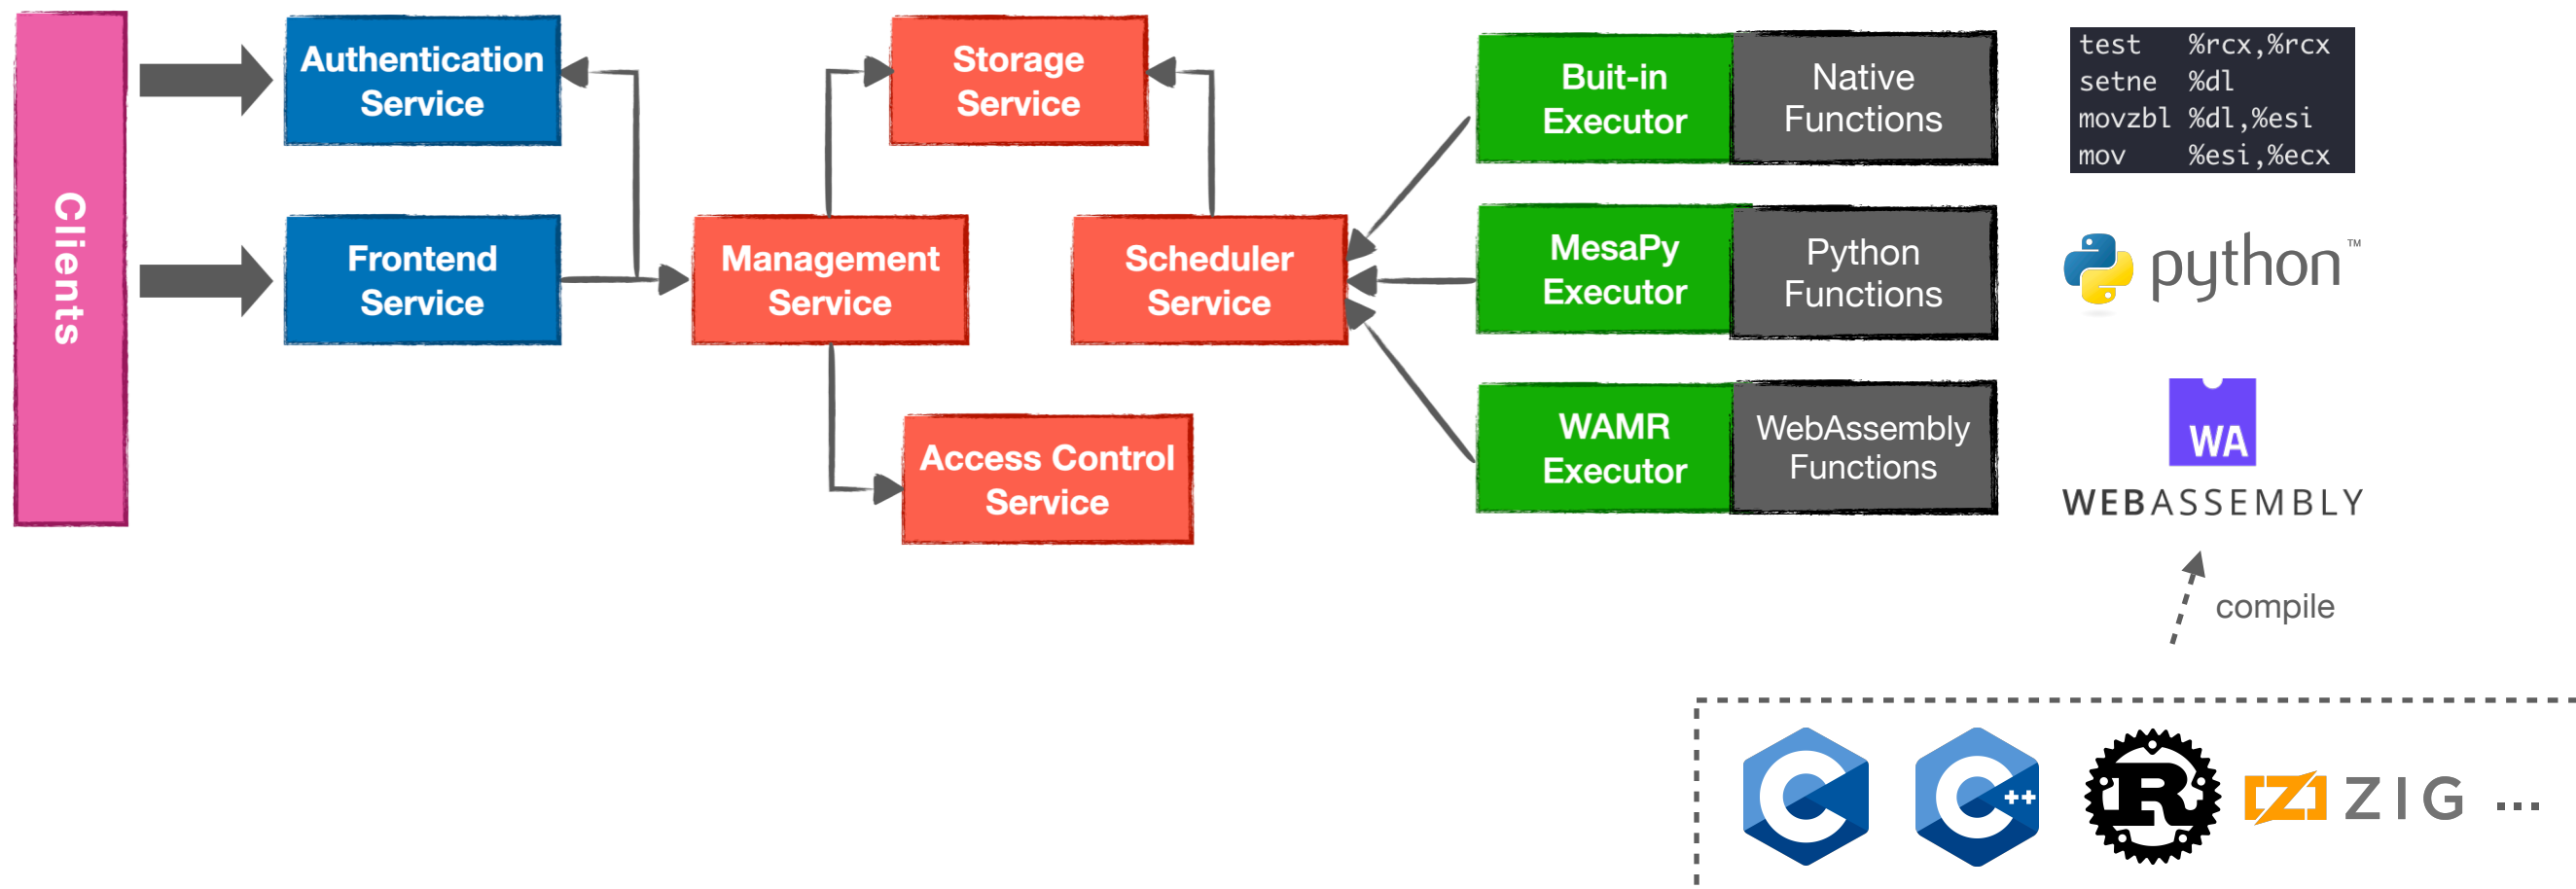 Clients
Authentication
Service
Frontend
Service
Management
Service
Storage
Service
Scheduler
Service
Access Control
Service
Buit-in
Executor
Native
Functions
MesaPy
Executor
Python
Functions
WAMR
Executor
WebAssembly
Functions
test %rcx,%rcx
setne %dl
movzbl %dl,%esi
mov %esi,%ecx
python™
WA
WEBASSEMBLY
compile
C
C++
R
Z ZIG ...